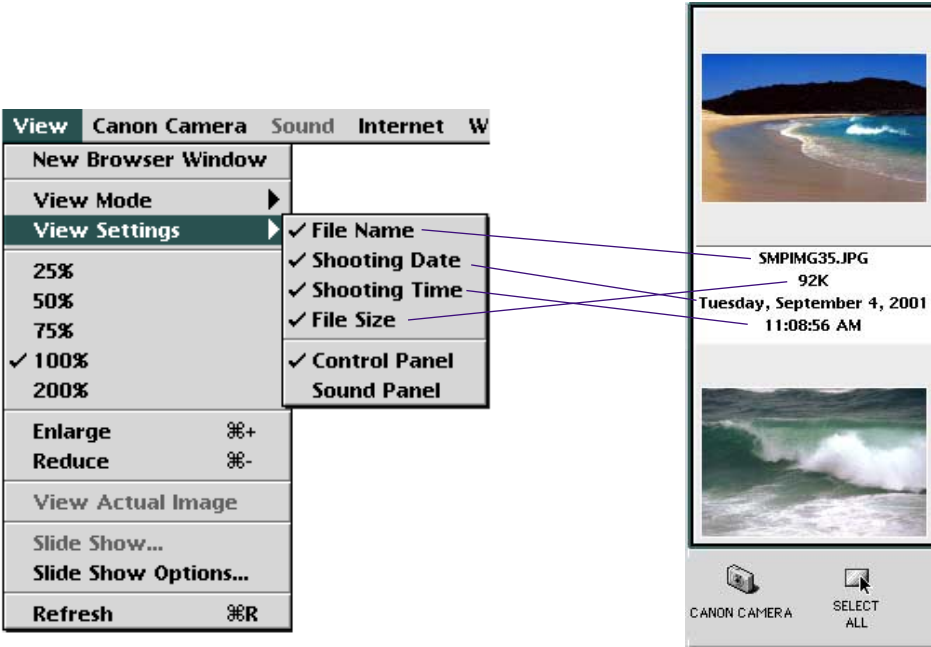 View Canon Camera Sound Internet W
New Browser Window
View Mode
View Settings
25%
50%
75%
✓ 100%
200%
Enlarge ⌘+
Reduce ⌘-
View Actual Image
Slide Show...
Slide Show Options...
Refresh ⌘R
✓ File Name
✓ Shooting Date
✓ Shooting Time
✓ File Size
✓ Control Panel
Sound Panel
SMPIMG35.JPG
92K
Tuesday, September 4, 2001
11:08:56 AM
CANON CAMERA
SELECT
ALL